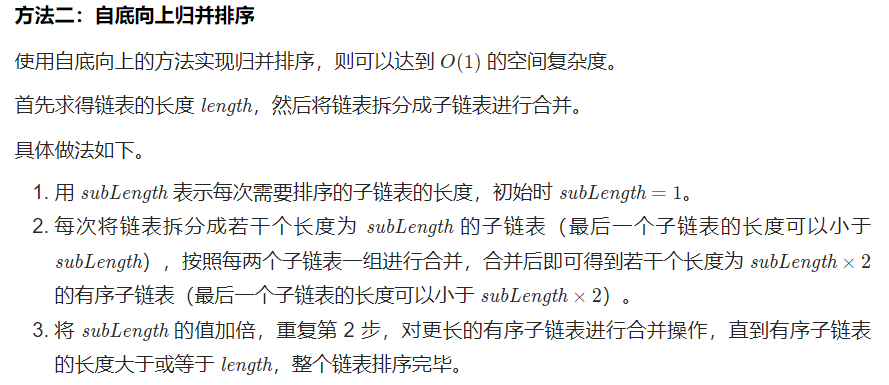 方法二：自底向上归并排序
使用自底向上的方法实现归并排序，则可以达到 O(1) 的空间复杂度。
首先求得链表的长度 length，然后将链表拆分成子链表进行合并。
具体做法如下。
1. 用 subLength 表示每次需要排序的子链表的长度，初始时 subLength = 1。
2. 每次将链表拆分成若干个长度为 subLength 的子链表（最后一个子链表的长度可以小于
subLength），按照每两个子链表一组进行合并，合并后即可得到若干个长度为 subLength × 2
的有序子链表（最后一个子链表的长度可以小于 subLength × 2）。
3. 将 subLength 的值加倍，重复第 2 步，对更长的有序子链表进行合并操作，直到有序子链表
的长度大于或等于 length，整个链表排序完毕。